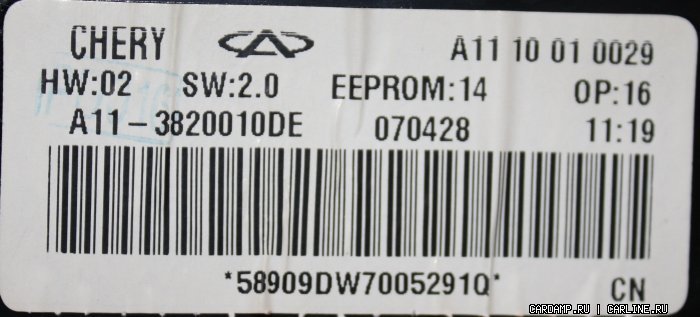 CHERY A11 10 01 0029
HW:02 SW:2.0 EEPROM:14 OP:16
A11-3820010DE 070428 11:19
*58909DW7005291Q* CN
CARDAMP.RU | CARLINE.RU